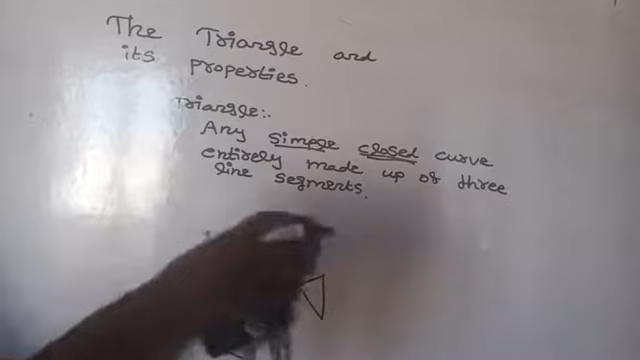 The Triangle and
its properties.
Triangle:-
Any simple closed curve
entirely made up of three
line segments.